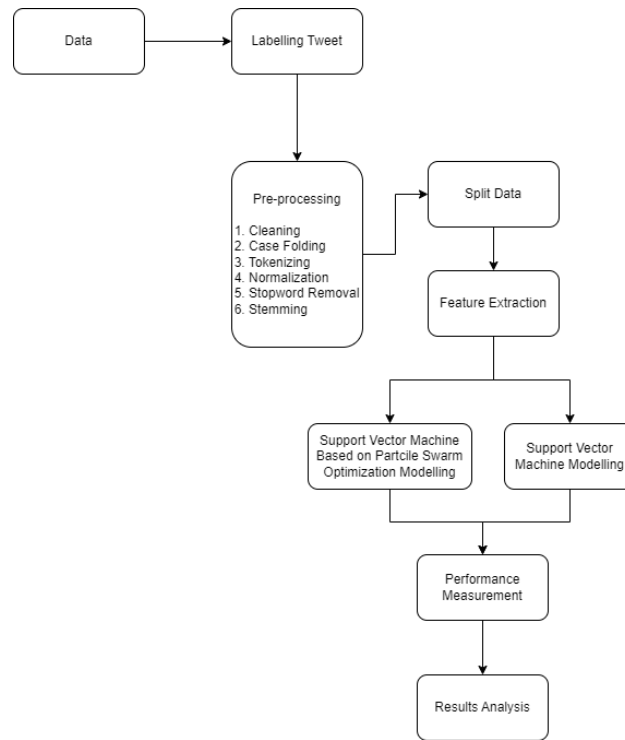 Data
Labelling Tweet
Pre-processing
1. Cleaning
2. Case Folding
3. Tokenizing
4. Normalization
5. Stopword Removal
6. Stemming
Split Data
Feature Extraction
Support Vector Machine
Based on Partcile Swarm
Optimization Modelling
Support Vector
Machine Modelling
Performance
Measurement
Results Analysis